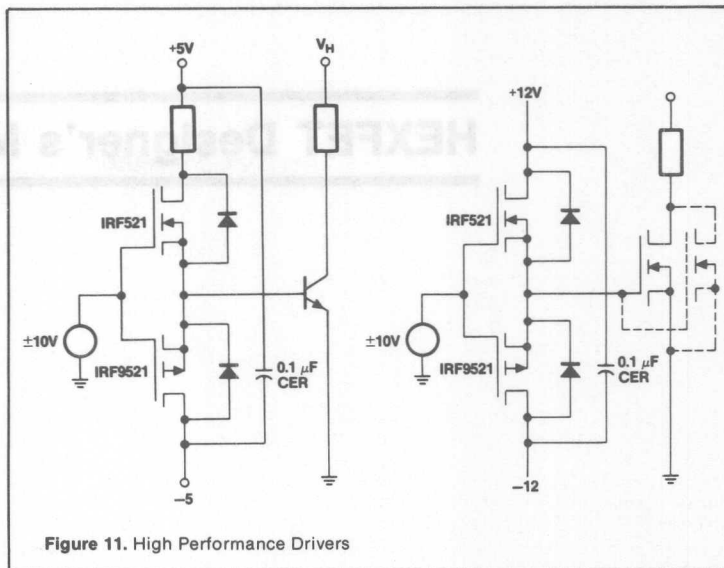 HEXFET Designer's M
+5V
VH
IRF521
±10V
IRF9521
0.1 µF
CER
−5
+12V
IRF521
±10V
IRF9521
0.1 µF
CER
−12
Figure 11. High Performance Drivers